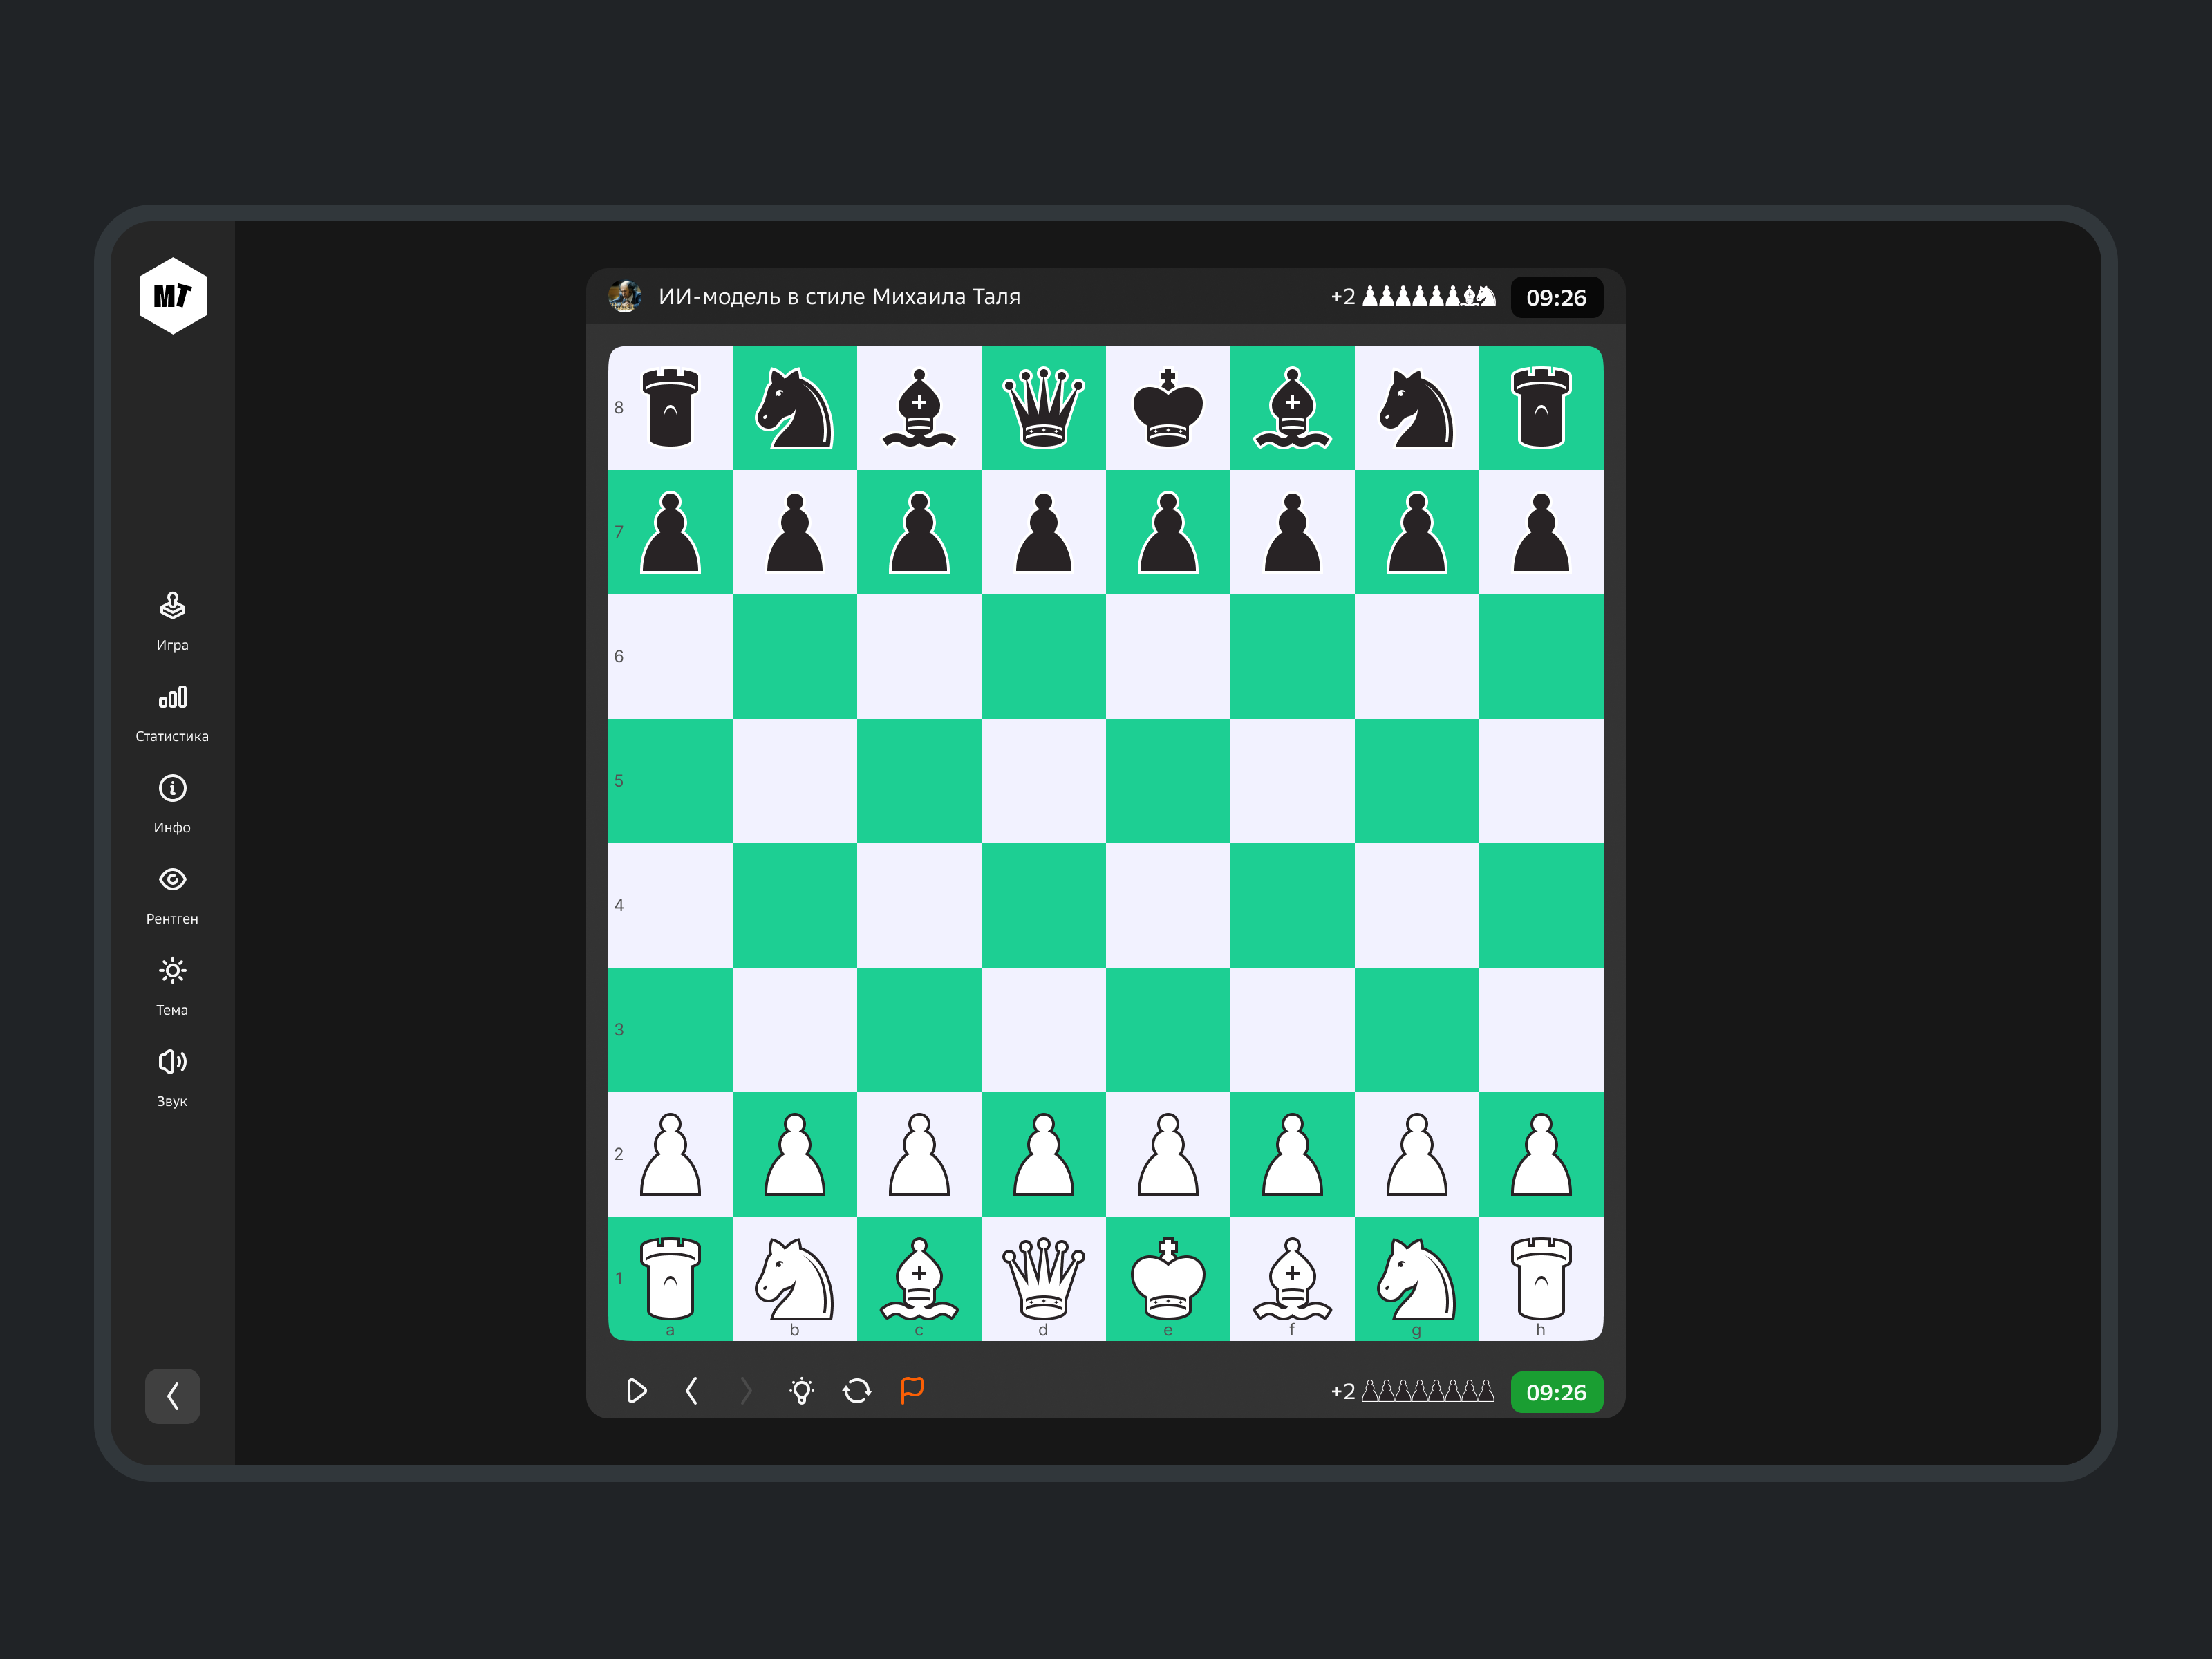 МТ
ИИ-модель в стиле Михаила Таля
+2
09:26
8
7
6
5
4
3
2
1
a b c d e f g h
Игра
Статистика
Инфо
Рентген
Тема
Звук
+2
09:26